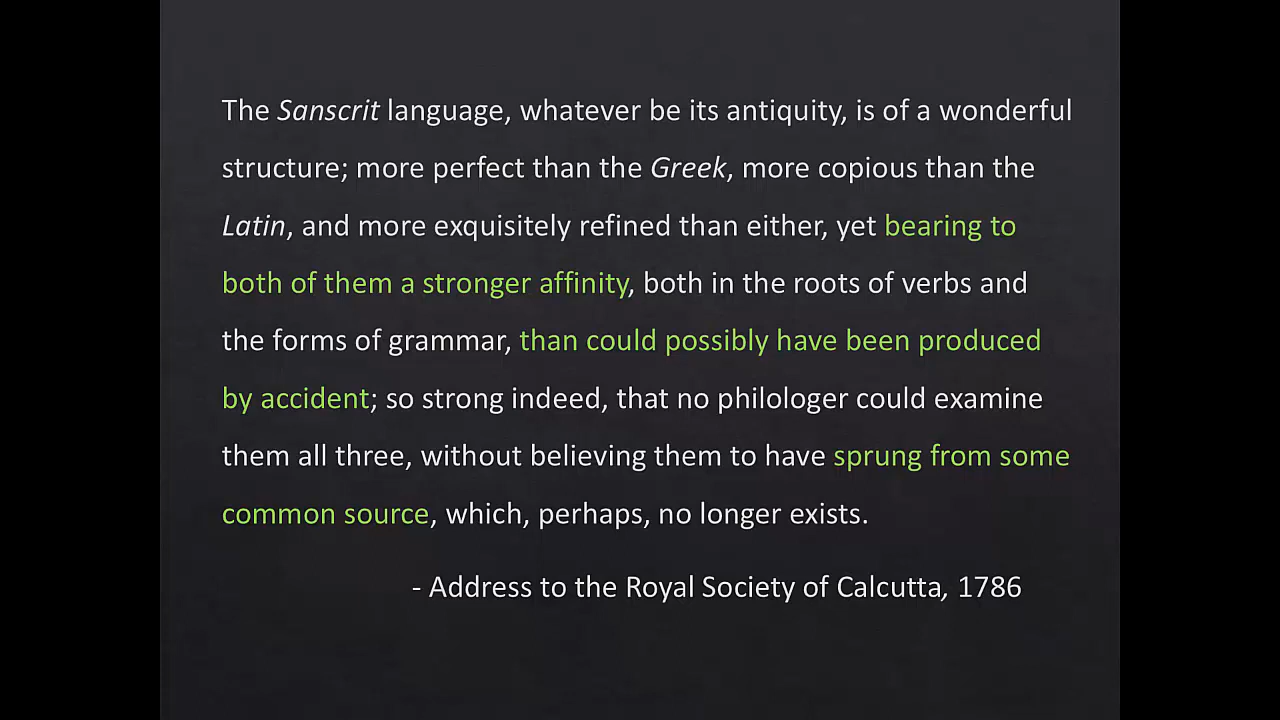 The Sanscrit language, whatever be its antiquity, is of a wonderful
structure; more perfect than the Greek, more copious than the
Latin, and more exquisitely refined than either, yet bearing to
both of them a stronger affinity, both in the roots of verbs and
the forms of grammar, than could possibly have been produced
by accident; so strong indeed, that no philologer could examine
them all three, without believing them to have sprung from some
common source, which, perhaps, no longer exists.
- Address to the Royal Society of Calcutta, 1786